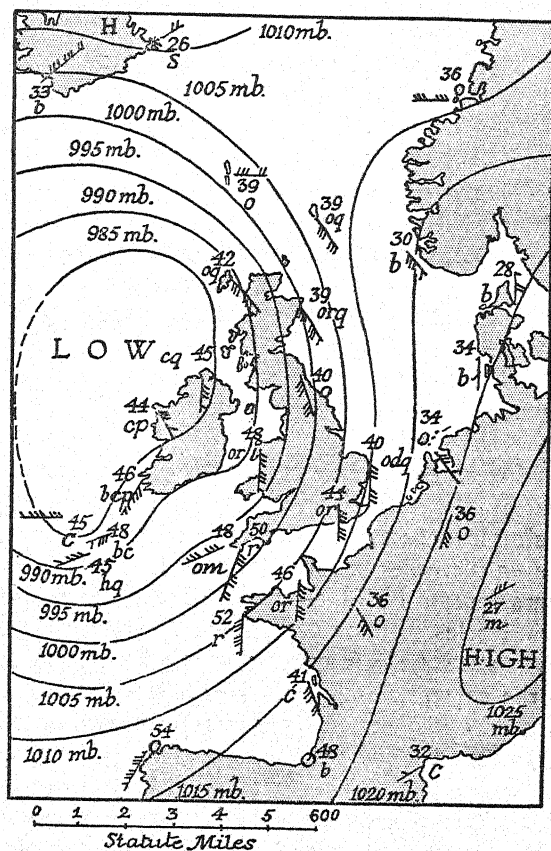 H
1010 mb.
26
S
33
b
1005 mb.
36
b
1000 mb.
995 mb.
39
o
39
oq
990 mb.
985 mb.
42
oq
30
b
28
b
39
orq
LOW
cq
45
34
b
40
o
44
cp
34
o
or
48
40
odq
46
bcp
44
or
45
c
48
bc
48
om
50
r
36
o
990 mb.
45
hq
46
or
27
m
995 mb.
52
r
36
o
HIGH
1000 mb.
41
c
1005 mb.
1025
mb.
54
48
b
32
c
1010 mb.
1015 mb.
1020 mb.
0 1 2 3 4 5 600
Statute Miles